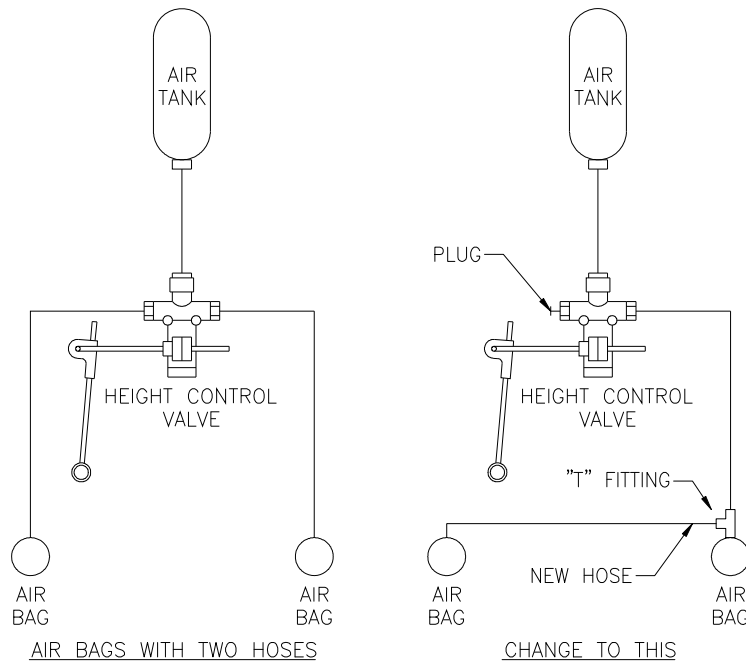 AIR
TANK
HEIGHT CONTROL
VALVE
AIR
BAG
AIR
BAG
AIR BAGS WITH TWO HOSES
AIR
TANK
PLUG
HEIGHT CONTROL
VALVE
"T" FITTING
NEW HOSE
AIR
BAG
AIR
BAG
CHANGE TO THIS